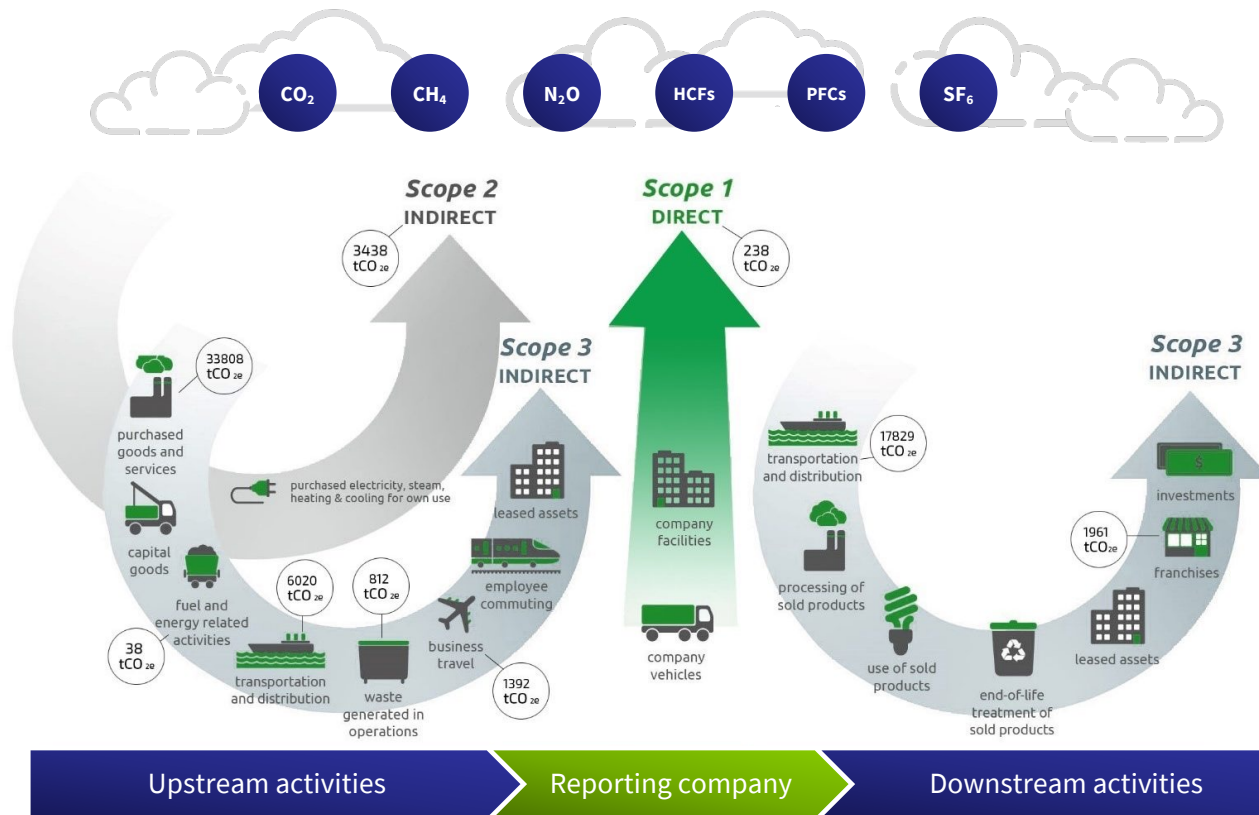 CO₂
CH₄
N₂O
HCFs
PFCs
SF₆
Scope 2
INDIRECT
3438
tCO 2e
Scope 1
DIRECT
238
tCO 2e
Scope 3
INDIRECT
33808
tCO 2e
purchased
goods and
services
purchased electricity, steam,
heating & cooling for own use
capital
goods
fuel and
energy related
activities
38
tCO 2e
6020
tCO 2e
transportation
and distribution
812
tCO 2e
waste
generated in
operations
business
travel
1392
tCO 2e
employee
commuting
leased assets
company
facilities
company
vehicles
Scope 3
INDIRECT
transportation
and distribution
17829
tCO 2e
processing of
sold products
use of sold
products
end-of-life
treatment of
sold products
leased assets
1961
tCO2e
franchises
investments
$
Upstream activities
Reporting company
Downstream activities